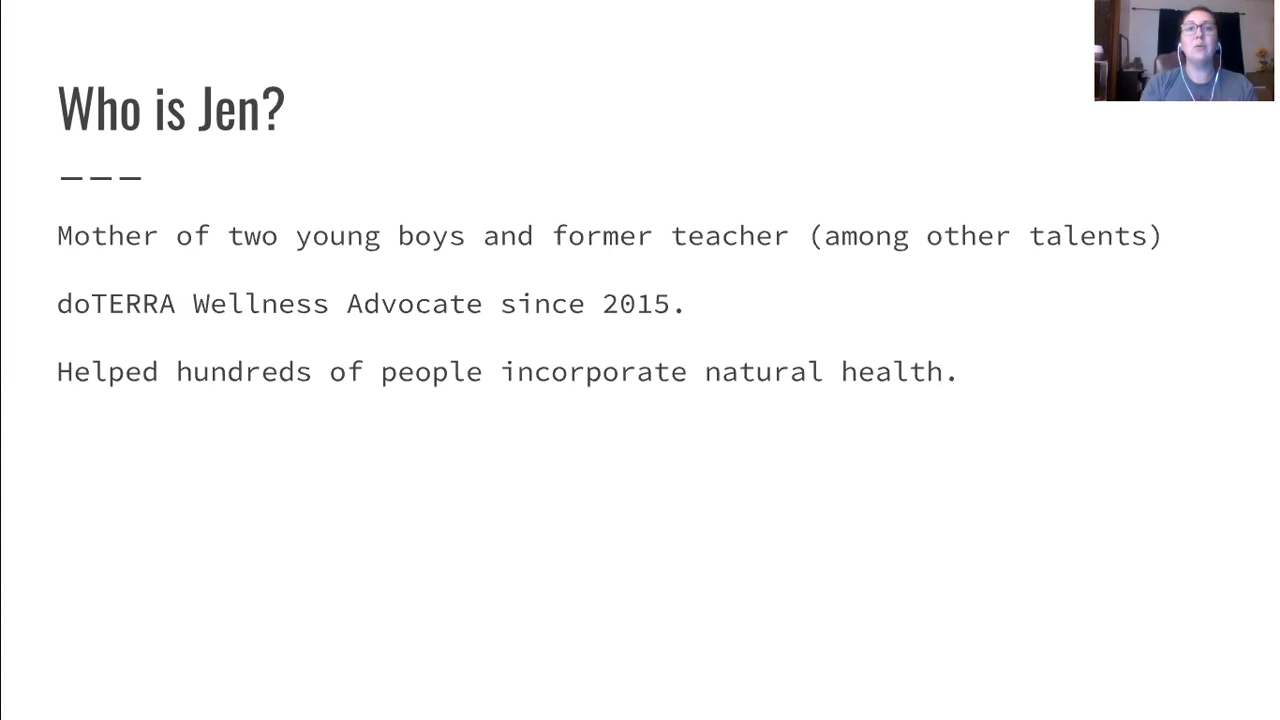 Who is Jen?
Mother of two young boys and former teacher (among other talents)
doTERRA Wellness Advocate since 2015.
Helped hundreds of people incorporate natural health.